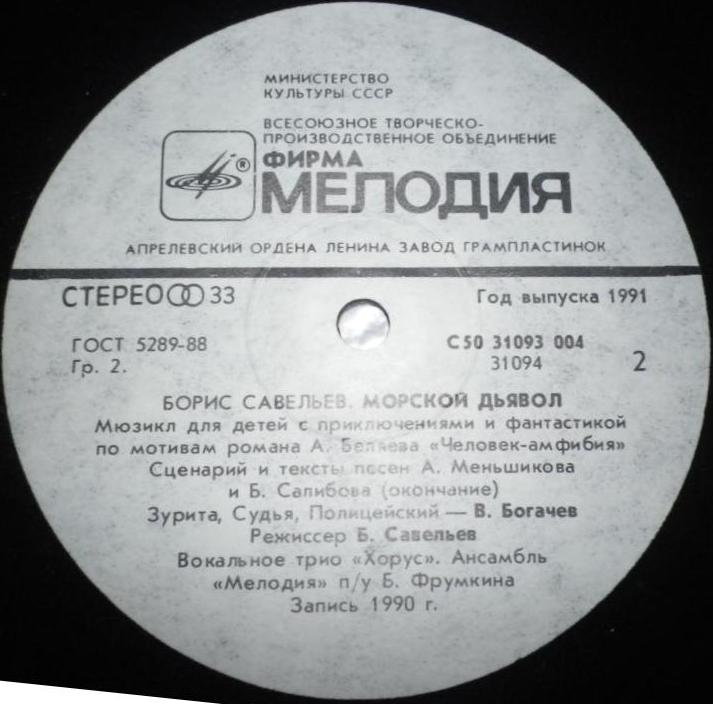 МИНИСТЕРСТВО
КУЛЬТУРЫ СССР
ВСЕСОЮЗНОЕ ТВОРЧЕСКО-
ПРОИЗВОДСТВЕННОЕ ОБЪЕДИНЕНИЕ
ФИРМА
®
МЕЛОДИЯ
АПРЕЛЕВСКИЙ ОРДЕНА ЛЕНИНА ЗАВОД ГРАМПЛАСТИНОК
СТЕРЕО 33
Год выпуска 1991
ГОСТ 5289-88
Гр. 2.
С50 31093 004
31094
2
БОРИС САВЕЛЬЕВ. МОРСКОЙ ДЬЯВОЛ
Мюзикл для детей с приключениями и фантастикой
по мотивам романа А. Беляева «Человек-амфибия»
Сценарий и тексты песен А. Меньшикова
и Б. Салибова (окончание)
Зурита, Судья, Полицейский — В. Богачев
Режиссер Б. Савельев
Вокальное трио «Хорус». Ансамбль
«Мелодия» п/у Б. Фрумкина
Запись 1990 г.